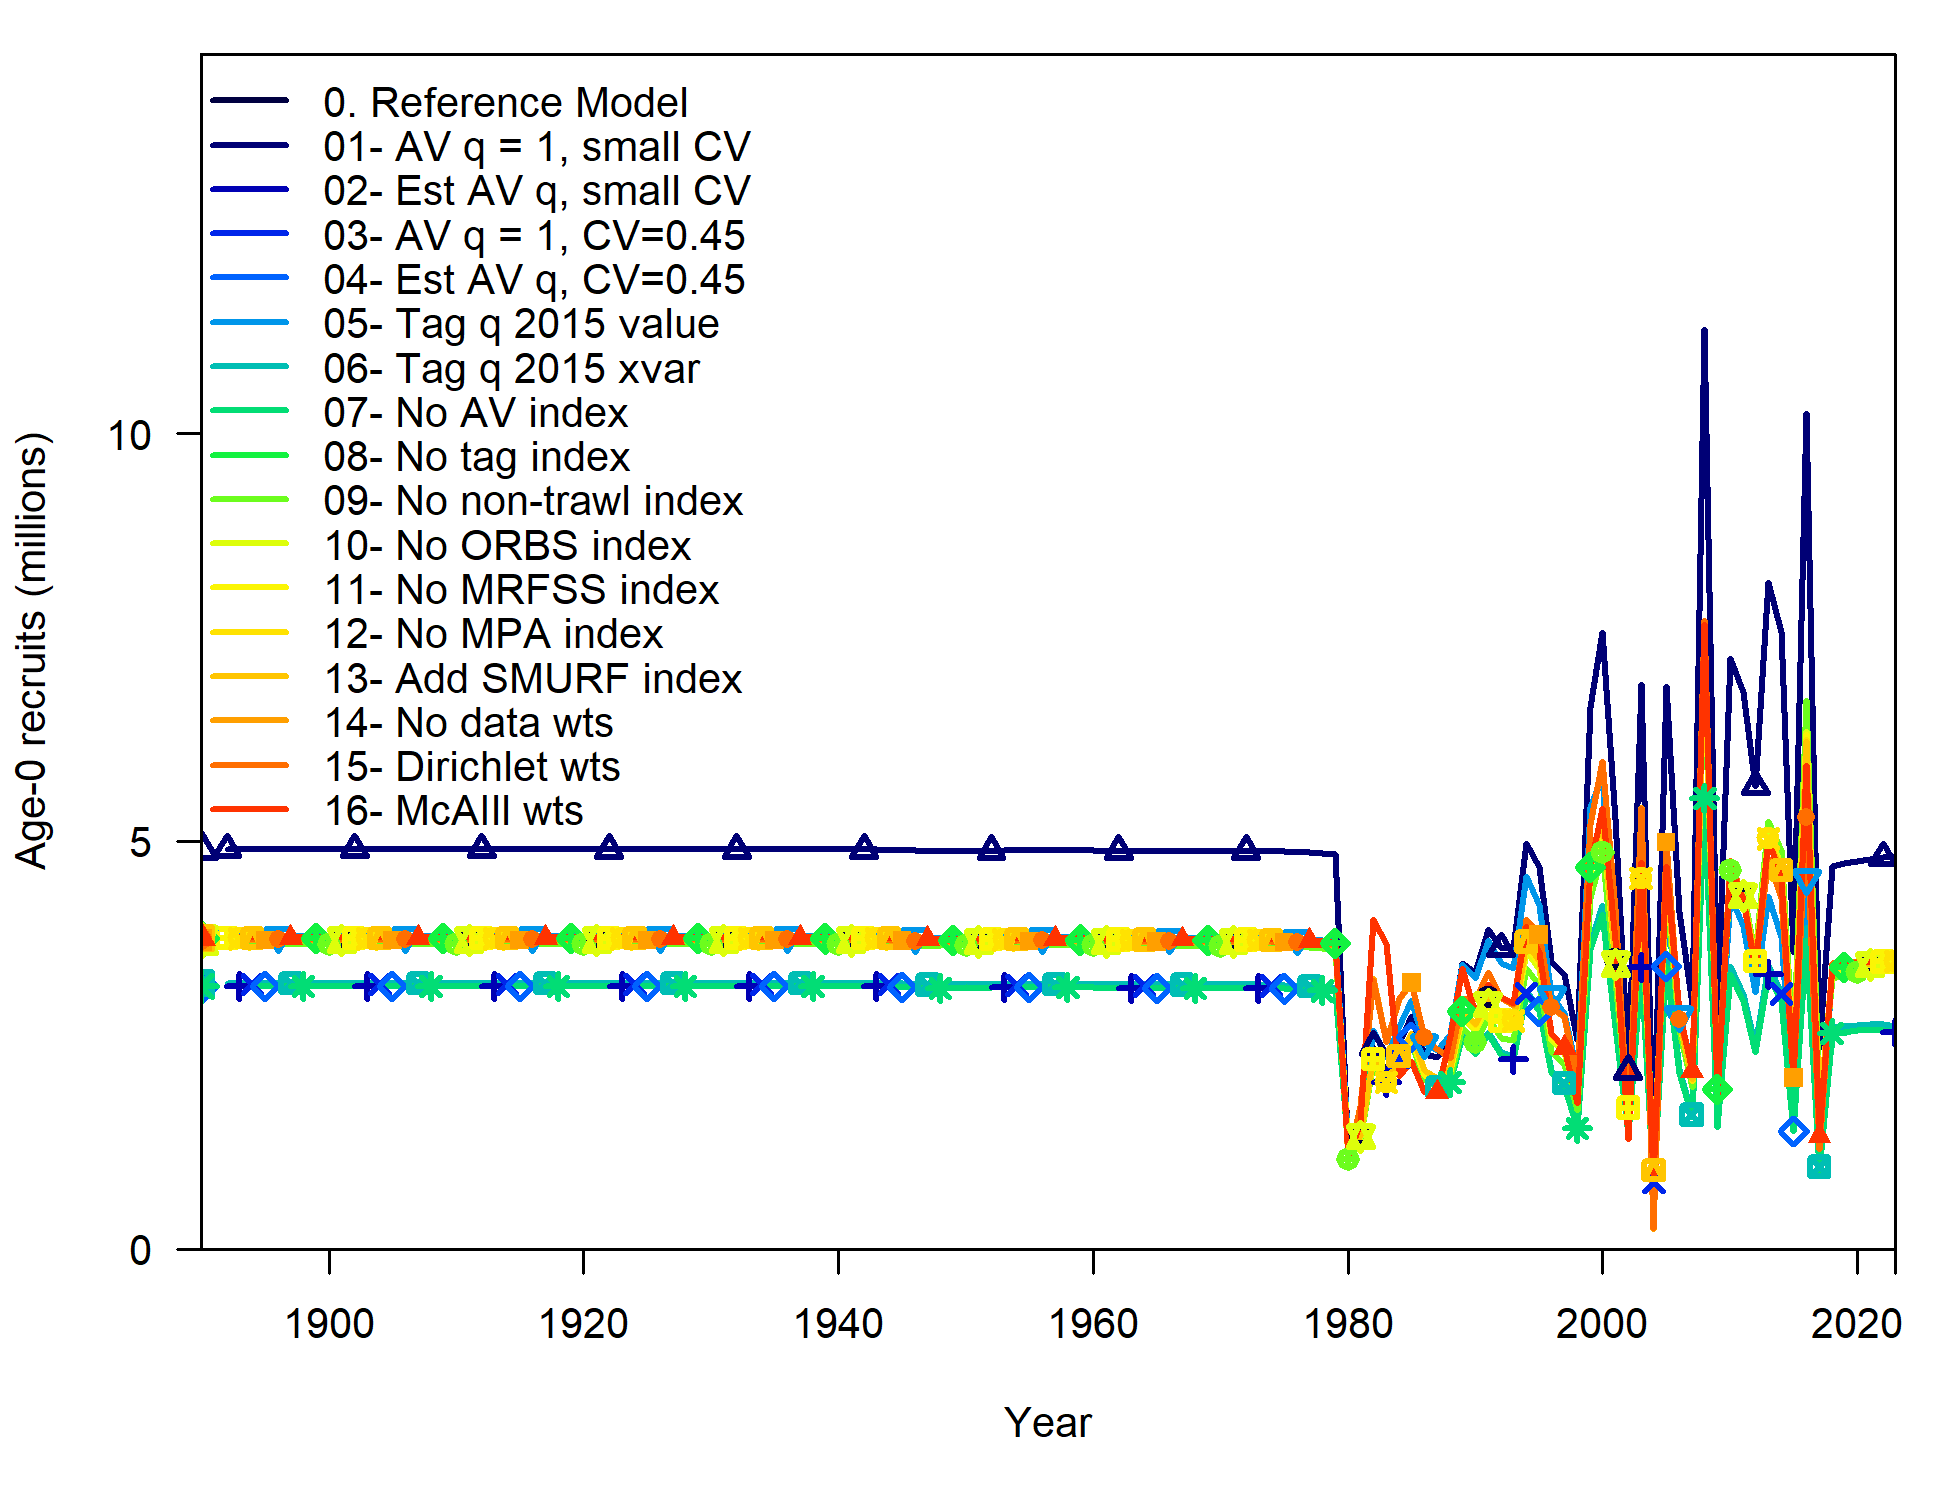 0. Reference Model
01- AV q = 1, small CV
02- Est AV q, small CV
03- AV q = 1, CV=0.45
04- Est AV q, CV=0.45
05- Tag q 2015 value
06- Tag q 2015 xvar
07- No AV index
08- No tag index
09- No non-trawl index
10- No ORBS index
11- No MRFSS index
12- No MPA index
13- Add SMURF index
14- No data wts
15- Dirichlet wts
16- McAllI wts
Age-0 recruits (millions)
10
5
0
1900 1920 1940 1960 1980 2000 2020
Year